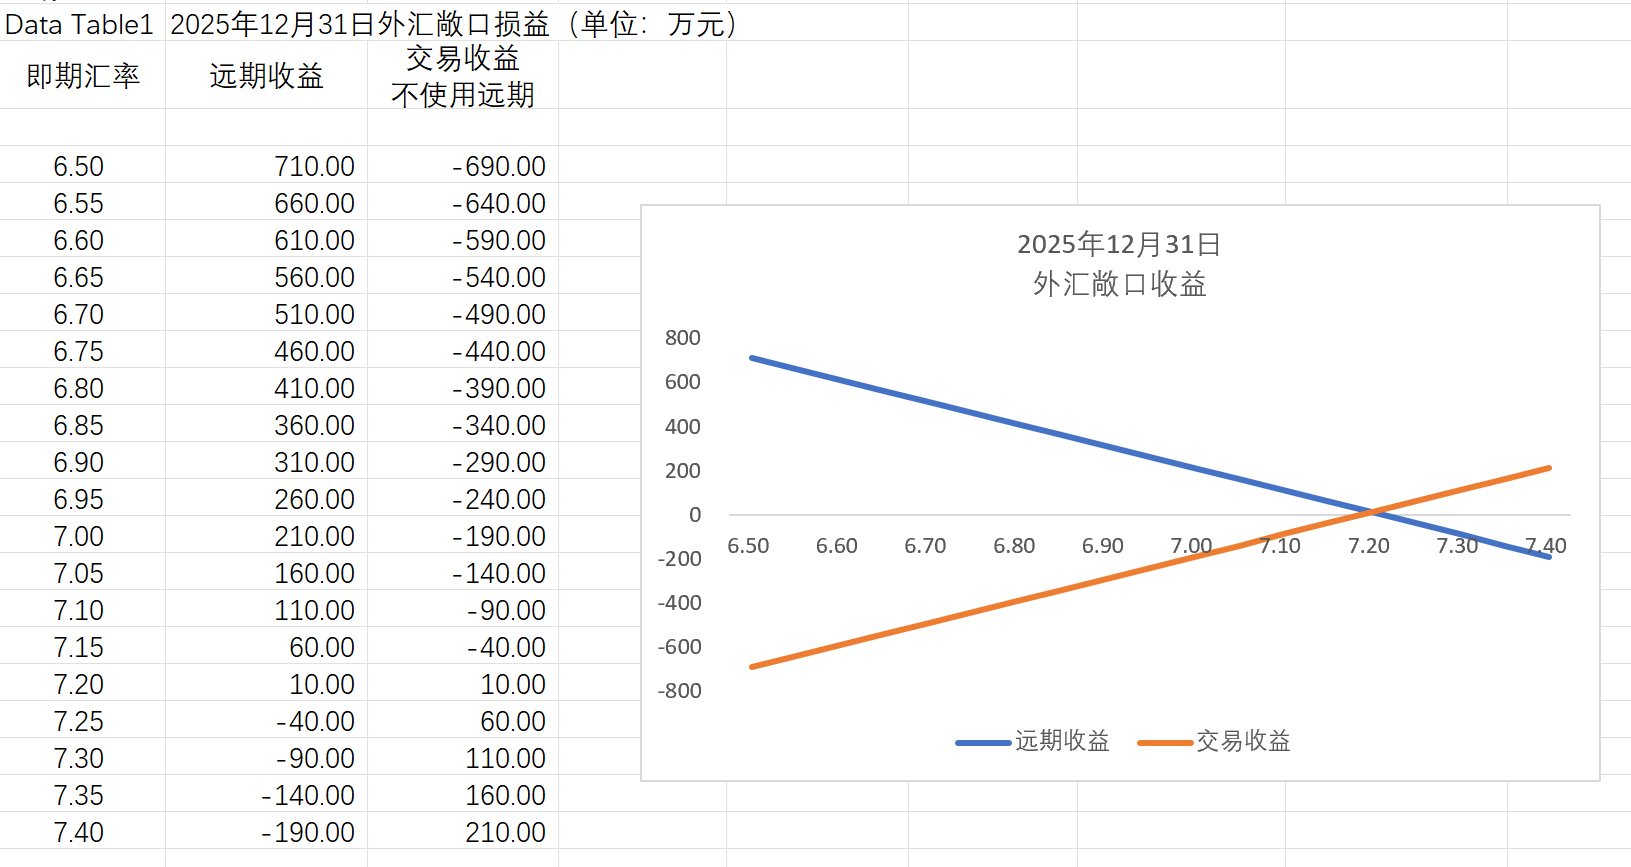 Data Table1 2025年12月31日外汇敞口损益（单位：万元）
即期汇率 远期收益 交易收益
不使用远期
6.50 710.00 -690.00
6.55 660.00 -640.00
6.60 610.00 -590.00
6.65 560.00 -540.00
6.70 510.00 -490.00
6.75 460.00 -440.00
6.80 410.00 -390.00
6.85 360.00 -340.00
6.90 310.00 -290.00
6.95 260.00 -240.00
7.00 210.00 -190.00
7.05 160.00 -140.00
7.10 110.00 -90.00
7.15 60.00 -40.00
7.20 10.00 10.00
7.25 -40.00 60.00
7.30 -90.00 110.00
7.35 -140.00 160.00
7.40 -190.00 210.00
2025年12月31日
外汇敞口收益
800
600
400
200
0
-200
-400
-600
-800
6.50 6.60 6.70 6.80 6.90 7.00 7.10 7.20 7.30 7.40
远期收益 交易收益